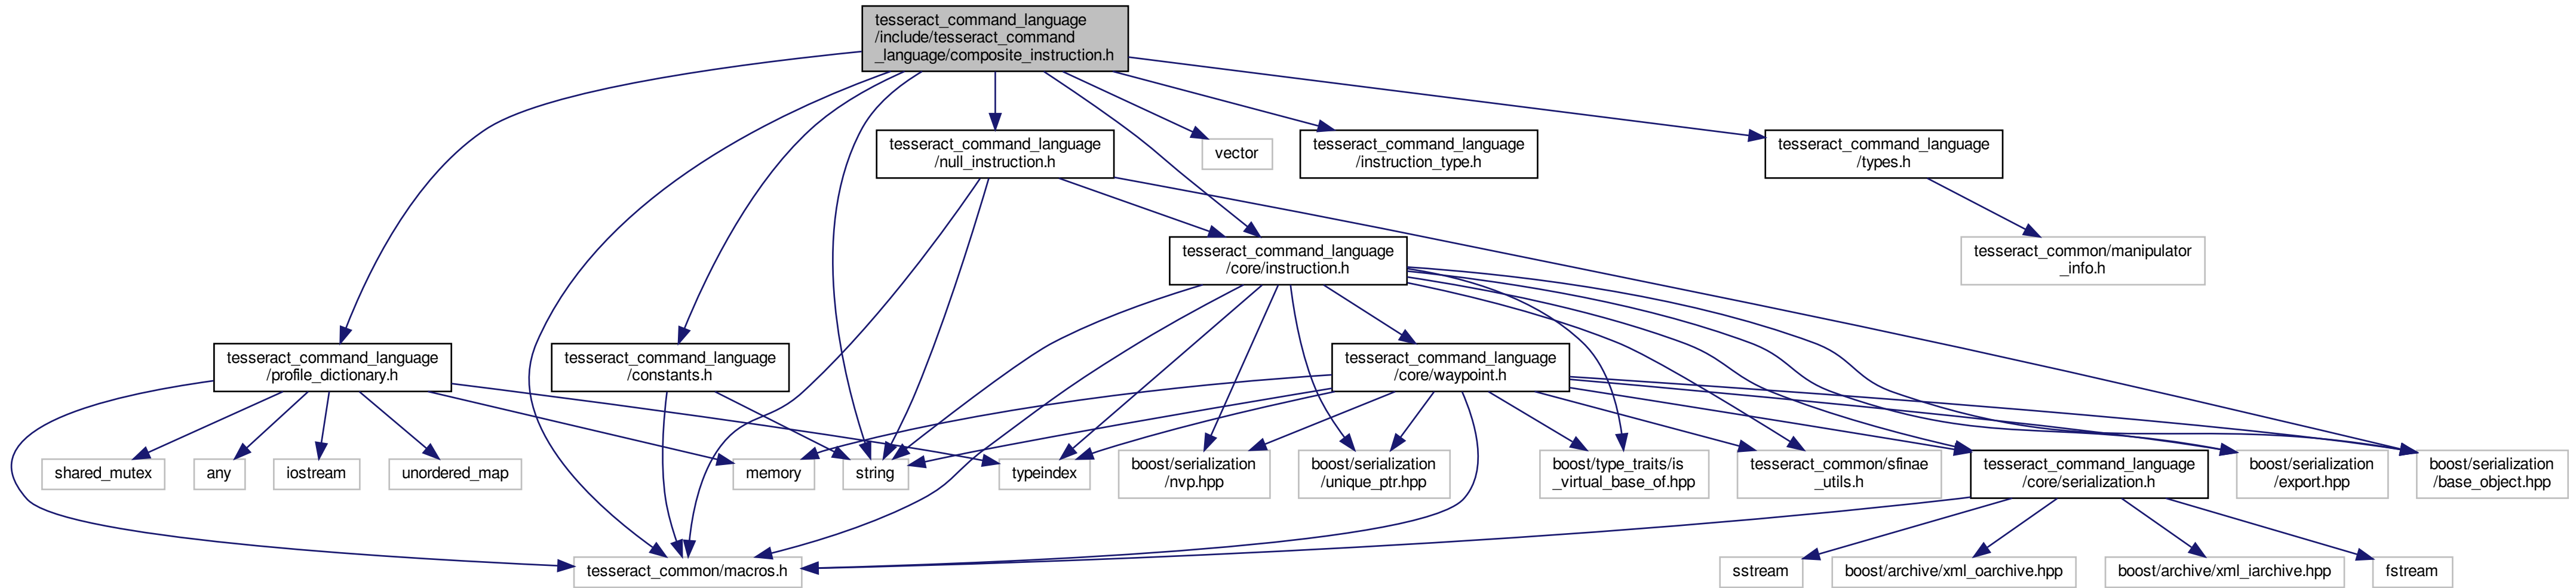 tesseract_command_language
/include/tesseract_command
_language/composite_instruction.h
tesseract_command_language
/null_instruction.h
vector
tesseract_command_language
/instruction_type.h
tesseract_command_language
/types.h
tesseract_command_language
/core/instruction.h
tesseract_common/manipulator
_info.h
tesseract_command_language
/profile_dictionary.h
tesseract_command_language
/constants.h
tesseract_command_language
/core/waypoint.h
shared_mutex
any
iostream
unordered_map
memory
string
typeindex
boost/serialization
/nvp.hpp
boost/serialization
/unique_ptr.hpp
boost/type_traits/is
_virtual_base_of.hpp
tesseract_common/sfinae
_utils.h
tesseract_command_language
/core/serialization.h
boost/serialization
/export.hpp
boost/serialization
/base_object.hpp
tesseract_common/macros.h
sstream
boost/archive/xml_oarchive.hpp
boost/archive/xml_iarchive.hpp
fstream